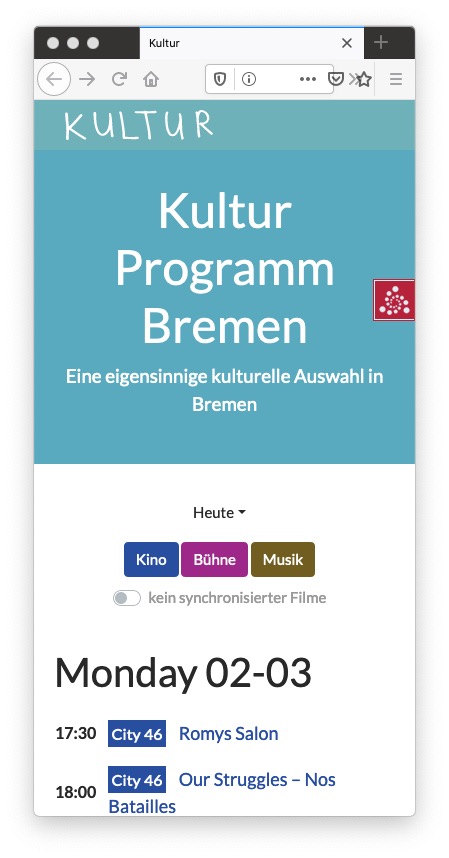 Kultur
KULTUR
Kultur
Programm
Bremen
Eine eigensinnige kulturelle Auswahl in
Bremen
Heute
Kino Bühne Musik
kein synchronisierter Filme
Monday 02-03
17:30 City 46 Romys Salon
18:00 City 46 Our Struggles – Nos
Batailles